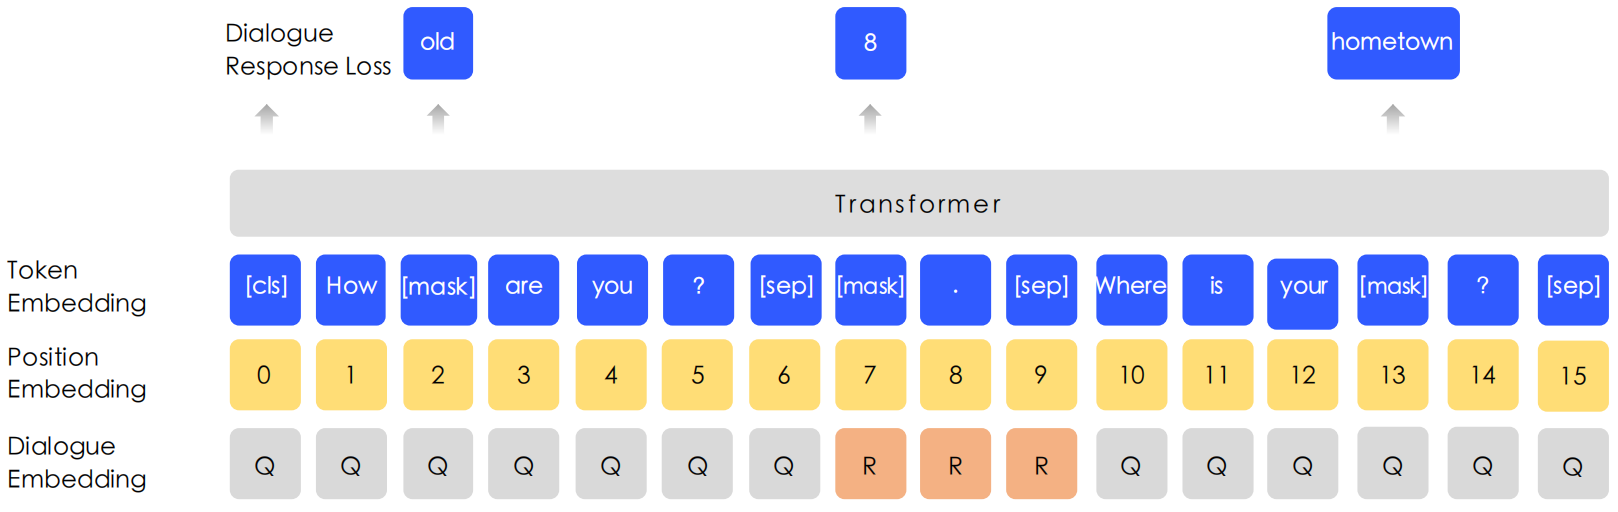 Dialogue
Response Loss
old 8 hometown
Transformer
Token
Embedding
[cls] How [mask] are you ? [sep] [mask] . [sep] Where is your [mask] ? [sep]
Position
Embedding
0 1 2 3 4 5 6 7 8 9 10 11 12 13 14 15
Dialogue
Embedding
Q Q Q Q Q Q Q R R R Q Q Q Q Q Q